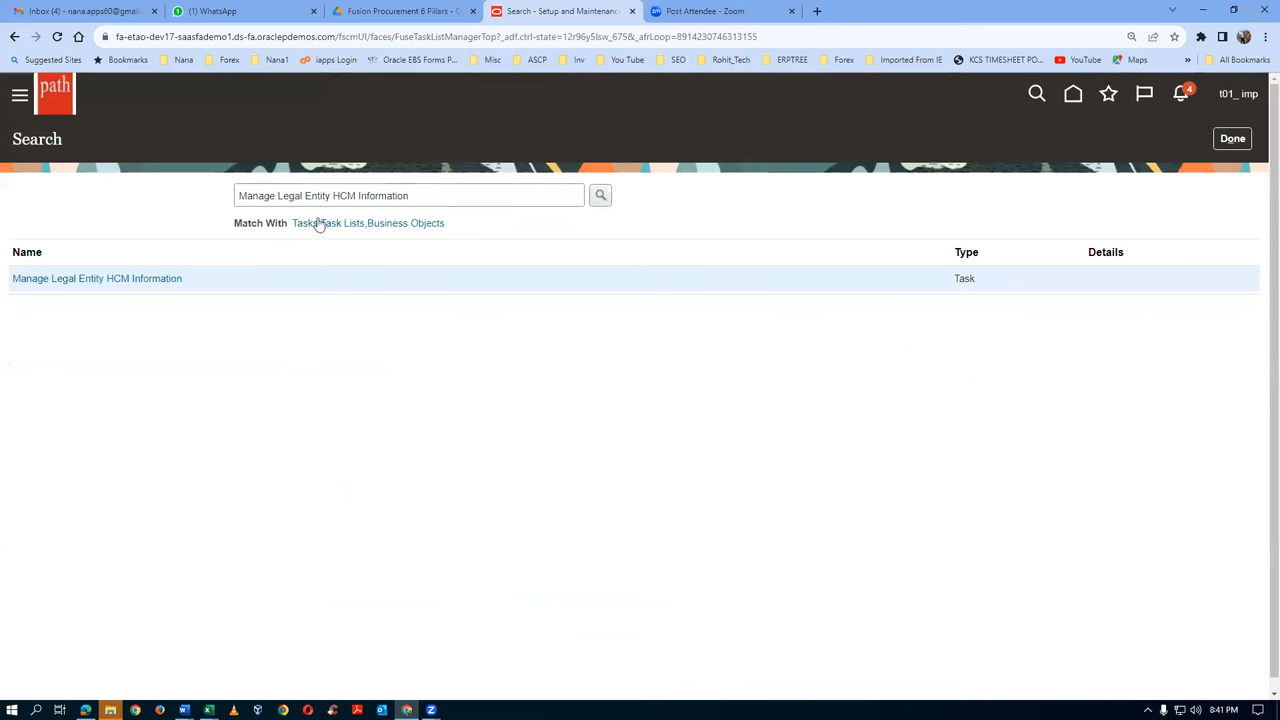 Inbox (4) - nana.apps60@gmail.
(1) WhatsApp
Fusion Procurement 6 Pillars - G
Search - Setup and Maintenance
Post Attendee - Zoom
fa-etao-dev17-saasfademo1.ds-fa.oraclepdemos.com/fscmUI/faces/FuseTaskListManagerTop?_adf.ctrl-state=12r96y5lsw_675&_afrLoop=8914230746313155
Suggested Sites
Bookmarks
Nana
Forex
Nana1
iapps Login
Oracle EBS Forms P...
Misc
ASCP
Inv
You Tube
SEO
Rohit_Tech
ERPTREE
Forex
Imported From IE
KCS TIMESHEET PO...
YouTube
Maps
»
All Bookmarks
path
4
t01_ imp
Search
Done
Manage Legal Entity HCM Information
Match With Tasks,Task Lists,Business Objects
Name Type Details
Manage Legal Entity HCM Information Task
8:41 PM